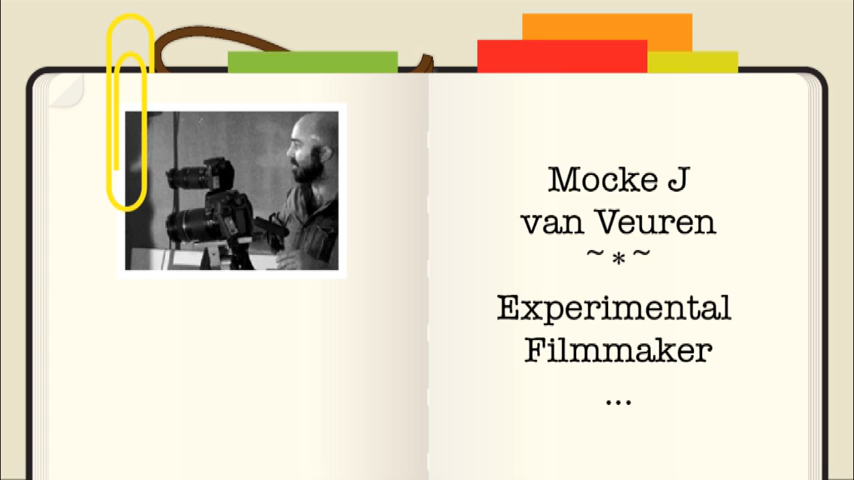 Mocke J
van Veuren
~ * ~
Experimental
Filmmaker
...